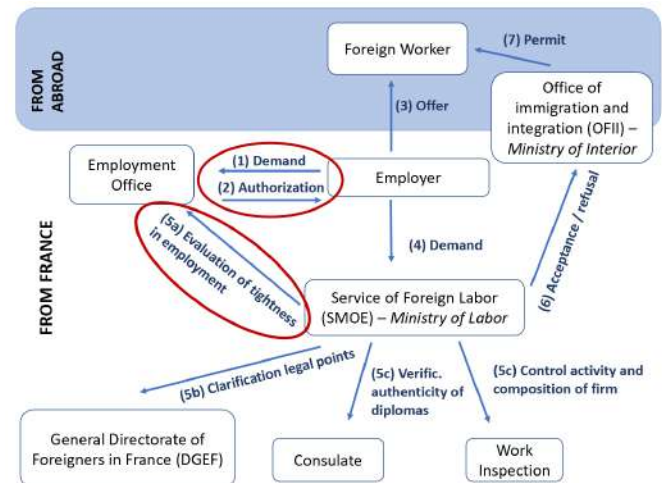 FROM
ABROAD
Foreign Worker
(7) Permit
(3) Offer
Office of
immigration and
integration (OFII) –
Ministry of Interior
Employment
Office
(1) Demand
(2) Authorization
Employer
FROM FRANCE
(5a) Evaluation of tightness
in employment
(4) Demand
(6) Acceptance / refusal
Service of Foreign Labor
(SMOE) – Ministry of Labor
(5b) Clarification legal points
(5c) Verific.
authenticity of
diplomas
(5c) Control activity and
composition of firm
General Directorate of
Foreigners in France (DGEF)
Consulate
Work
Inspection